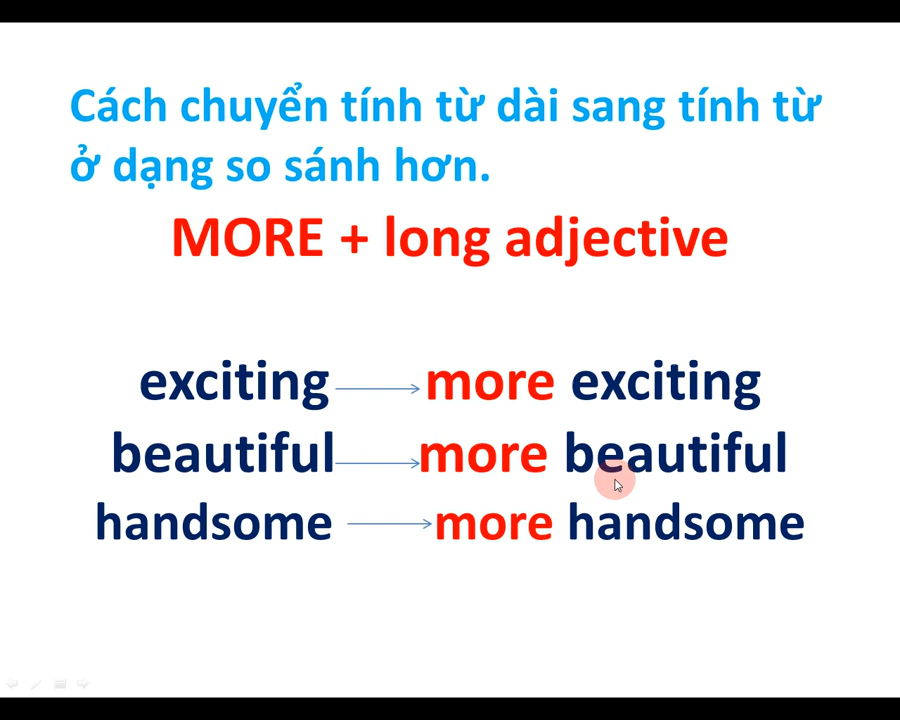 Cách chuyển tính từ dài sang tính từ
ở dạng so sánh hơn.
MORE + long adjective
exciting more exciting
beautiful more beautiful
handsome more handsome